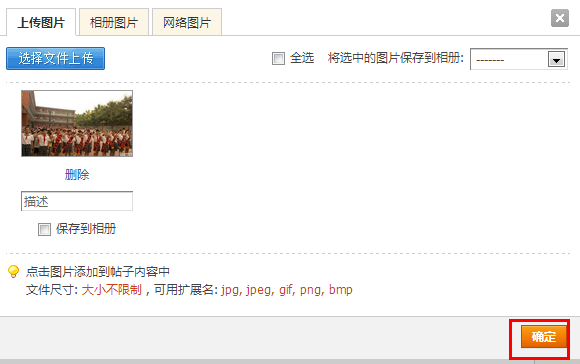 上传图片 相册图片 网络图片
选择文件上传 全选 将选中的图片保存到相册: -------
删除
描述
保存到相册
点击图片添加到帖子内容中
文件尺寸: 大小不限制 , 可用扩展名: jpg, jpeg, gif, png, bmp
确定